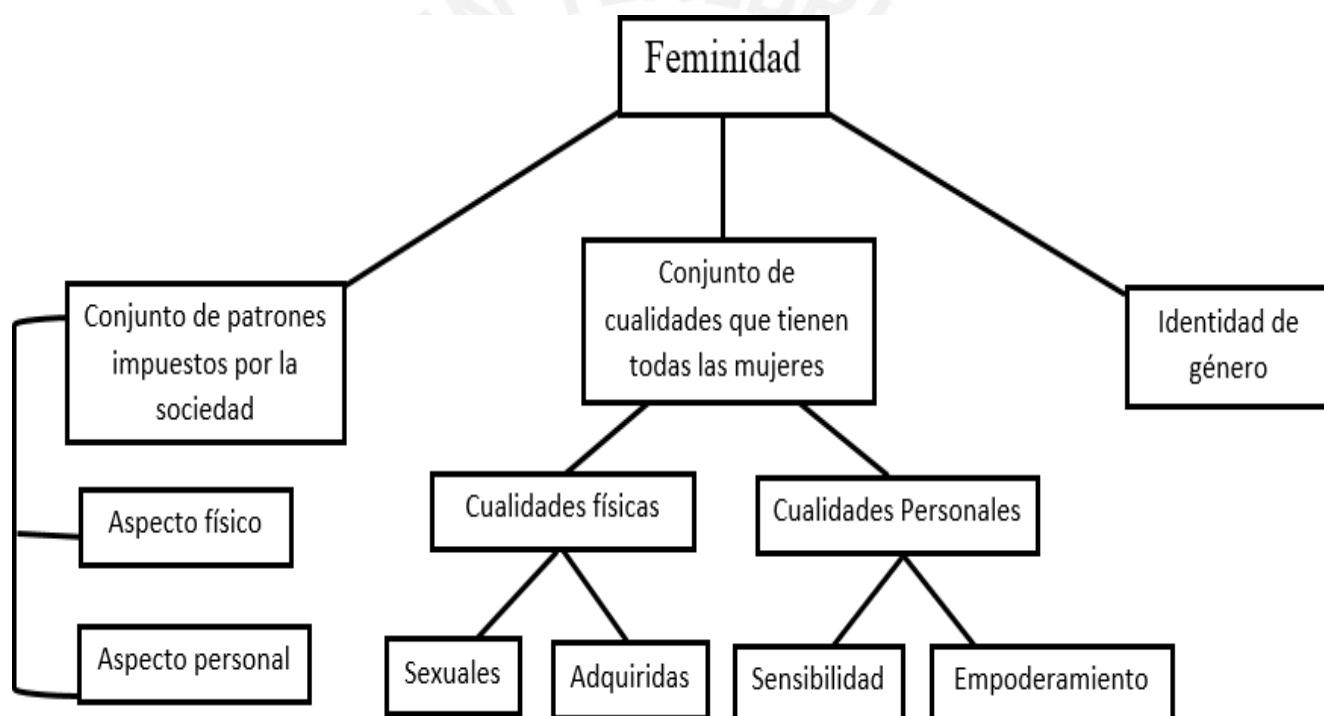 Feminidad
Conjunto de patrones
impuestos por la
sociedad
Conjunto de
cualidades que tienen
todas las mujeres
Identidad de
género
Aspecto físico
Aspecto personal
Cualidades físicas
Cualidades Personales
Sexuales
Adquiridas
Sensibilidad
Empoderamiento